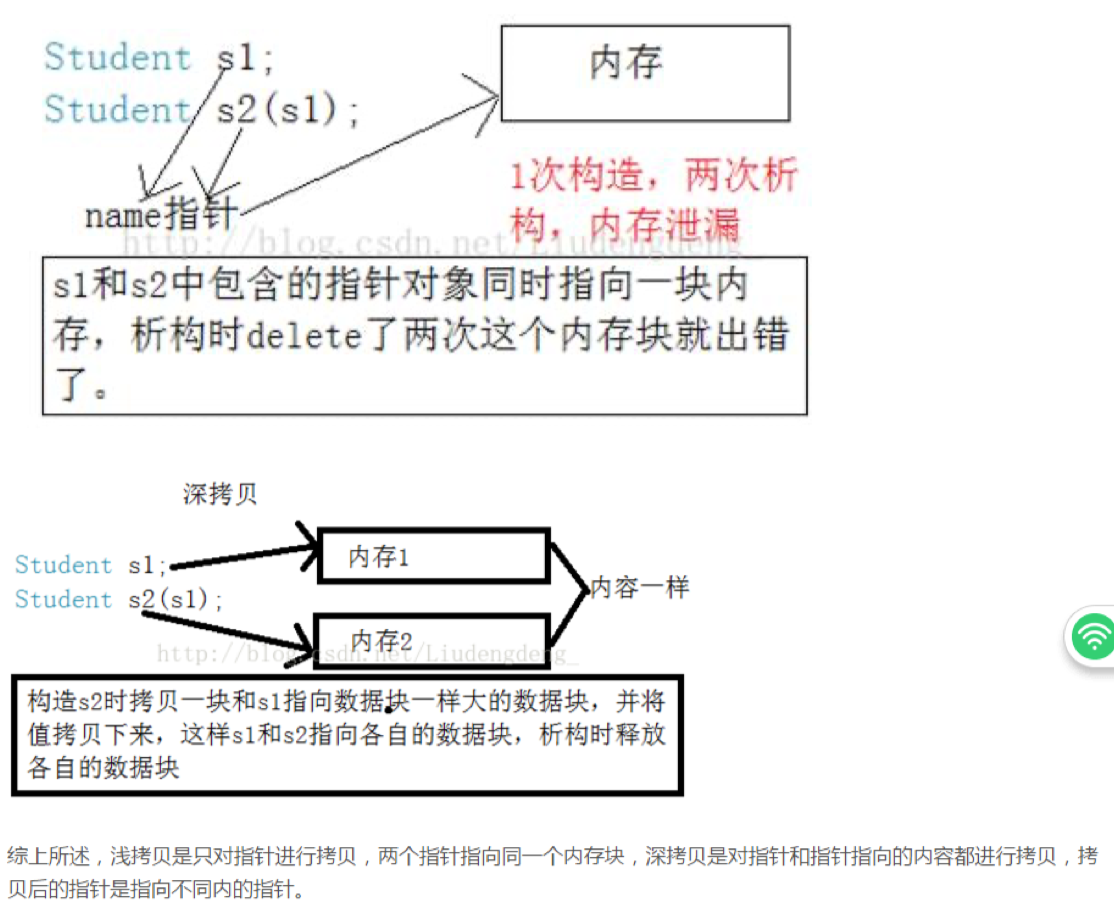 Student s1;
Student s2(s1);
内存
1次构造，两次析
构，内存泄漏
name指针
http://blog.csdn.net/Liudengdeng_
s1和s2中包含的指针对象同时指向一块内
存，析构时delete了两次这个内存块就出错
了。
深拷贝
Student s1;
Student s2(s1);
内存1
内存2
内容一样
http://blog.csdn.net/Liudengdeng_
构造s2时拷贝一块和s1指向数据块一样大的数据块，并将
值拷贝下来，这样s1和s2指向各自的数据块，析构时释放
各自的数据块
综上所述，浅拷贝是只对指针进行拷贝，两个指针指向同一个内存块，深拷贝是对指针和指针指向的内容都进行拷贝，拷
贝后的指针是指向不同内的指针。